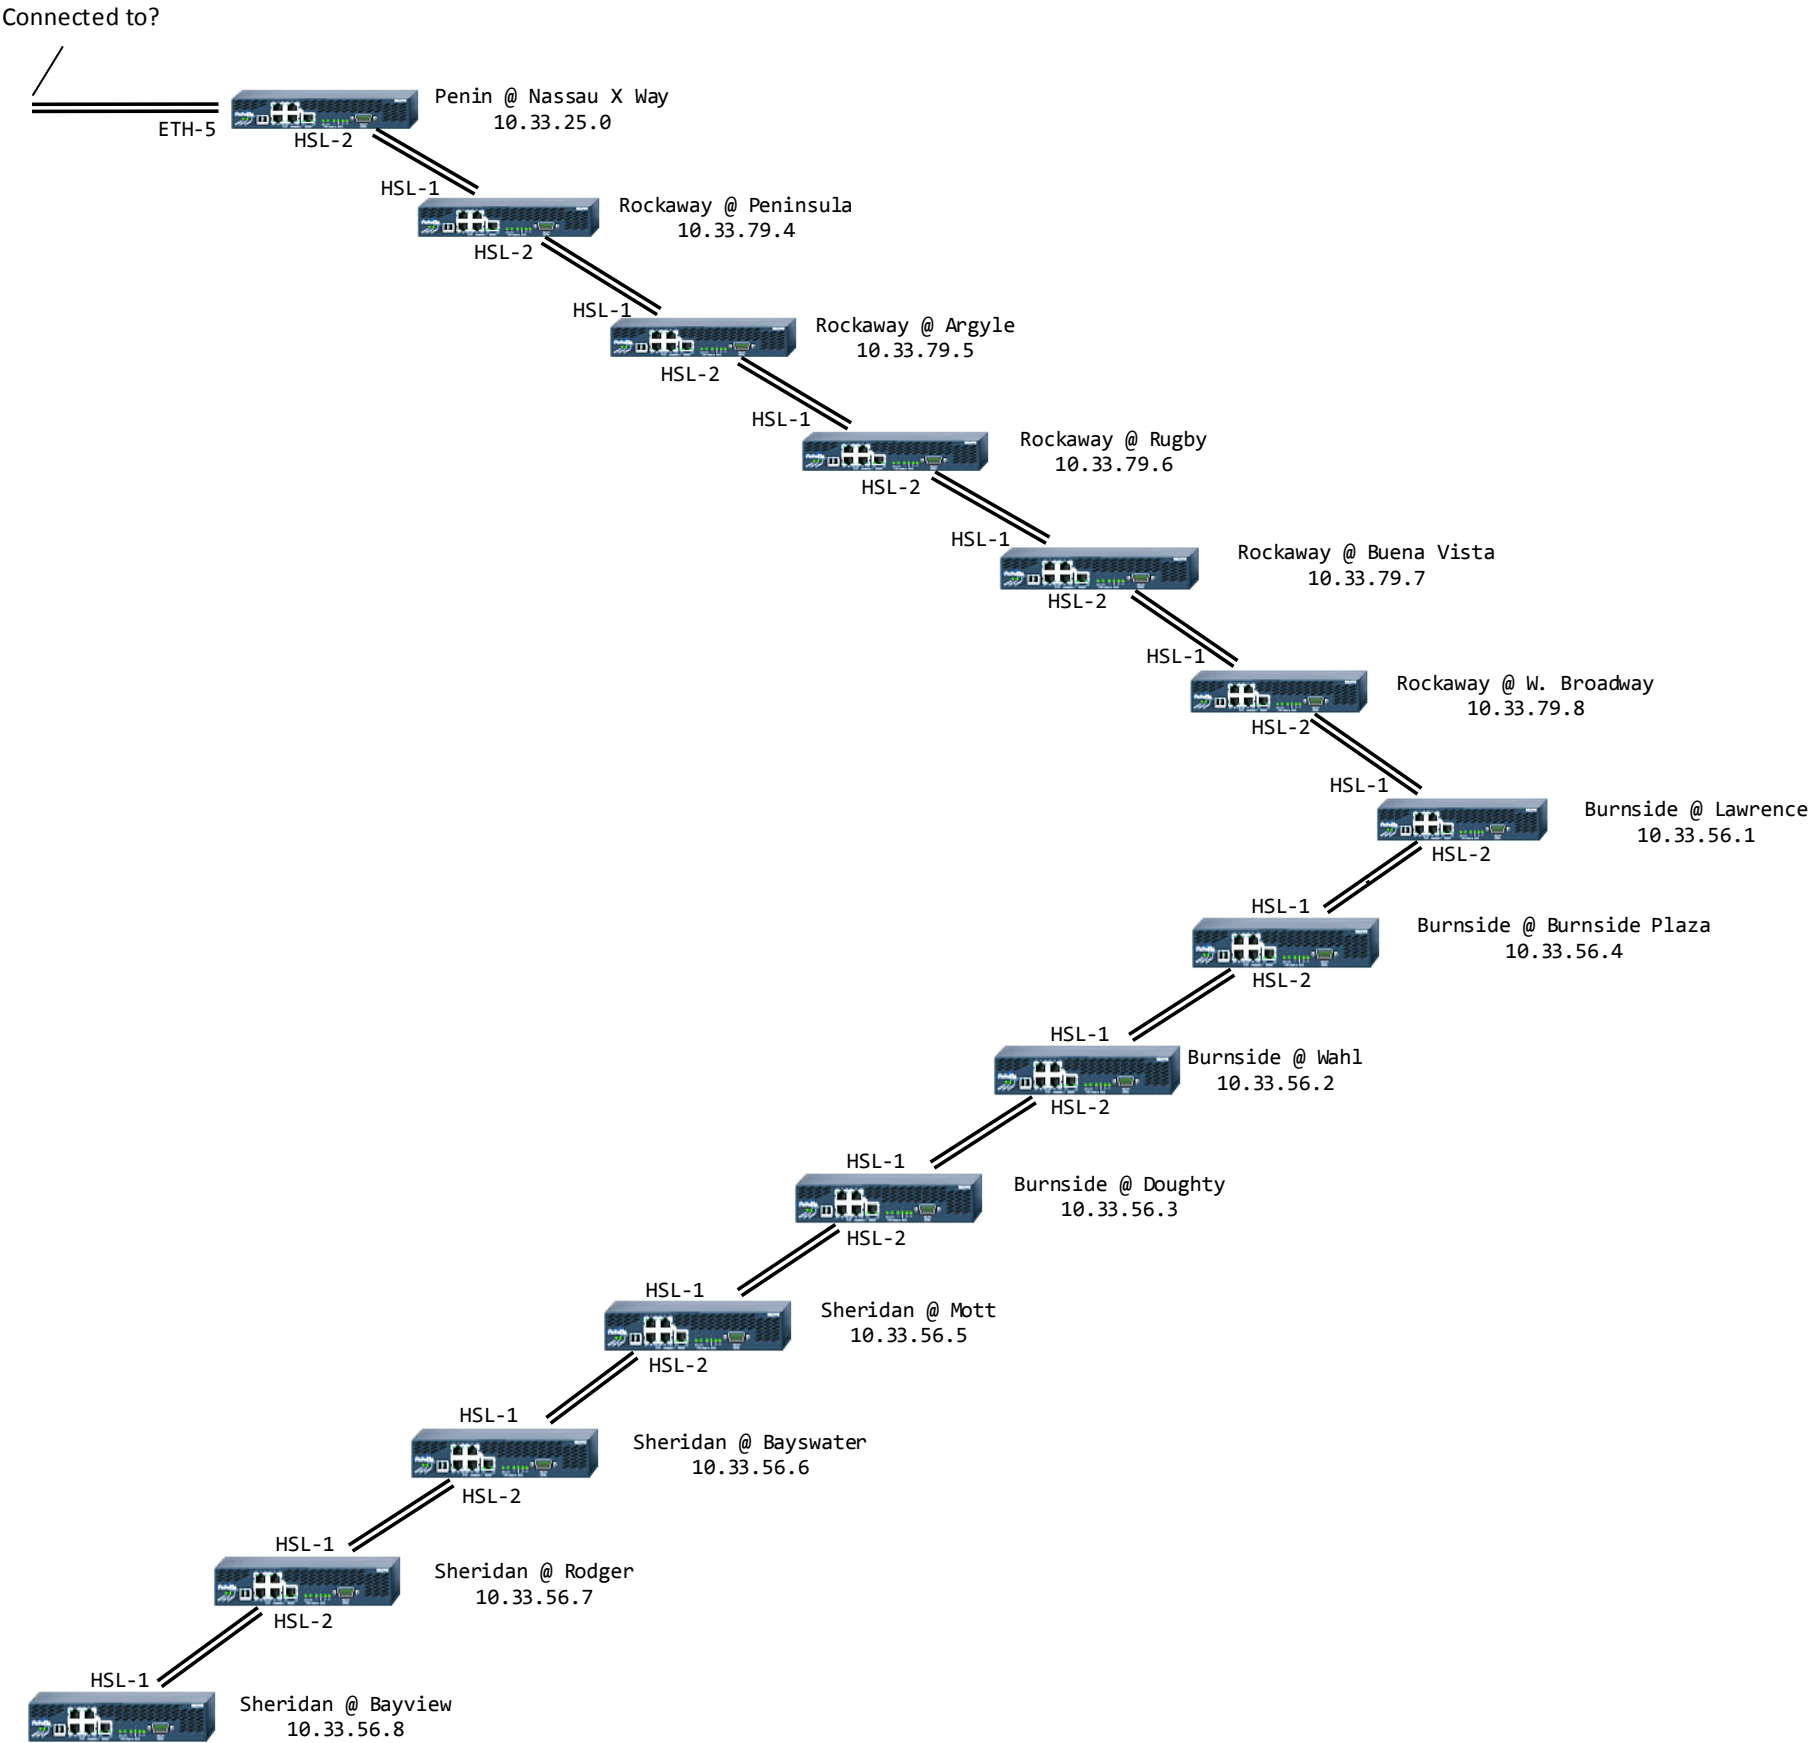 Connected to?
Penin @ Nassau X Way
10.33.25.0
ETH-5
HSL-2
HSL-1
Rockaway @ Peninsula
10.33.79.4
HSL-2
HSL-1
Rockaway @ Argyle
10.33.79.5
HSL-2
HSL-1
Rockaway @ Rugby
10.33.79.6
HSL-2
HSL-1
Rockaway @ Buena Vista
10.33.79.7
HSL-2
HSL-1
Rockaway @ W. Broadway
10.33.79.8
HSL-2
HSL-1
Burnside @ Lawrence
10.33.56.1
HSL-2
HSL-1
Burnside @ Burnside Plaza
10.33.56.4
HSL-2
HSL-1
Burnside @ Wahl
10.33.56.2
HSL-2
HSL-1
Burnside @ Doughty
10.33.56.3
HSL-2
HSL-1
Sheridan @ Mott
10.33.56.5
HSL-2
HSL-1
Sheridan @ Bayswater
10.33.56.6
HSL-2
HSL-1
Sheridan @ Rodger
10.33.56.7
HSL-2
HSL-1
Sheridan @ Bayview
10.33.56.8